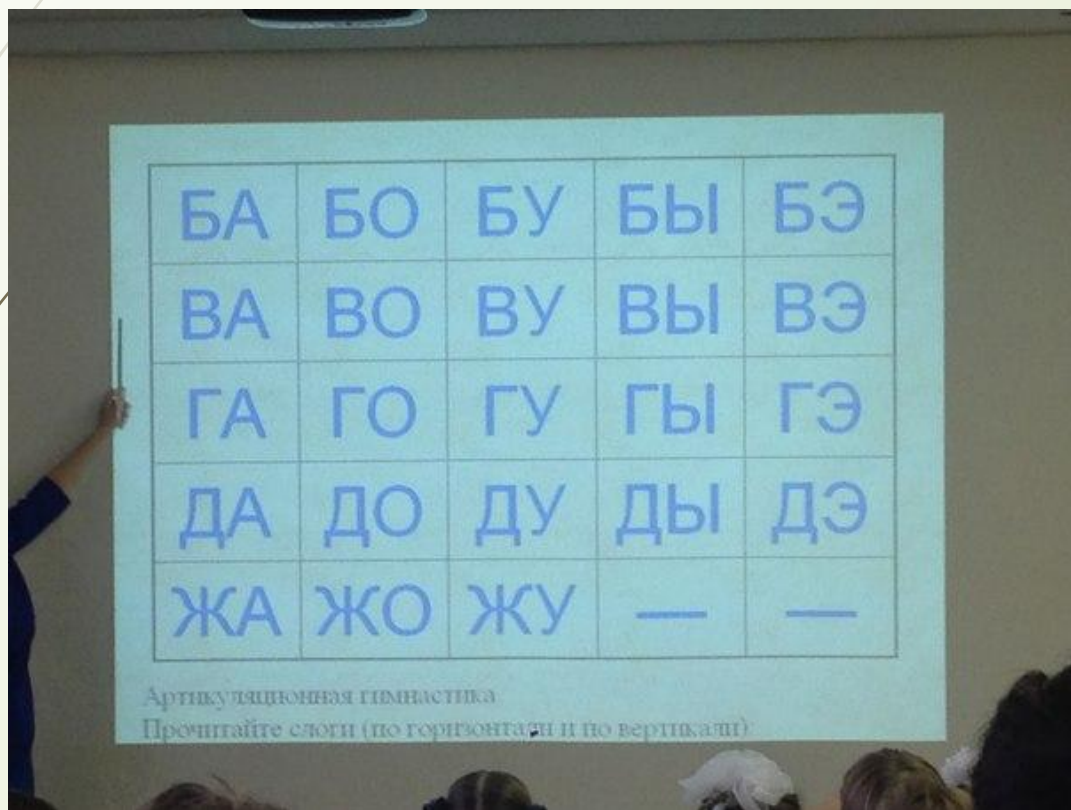 БА БО БУ БЫ БЭ
ВА ВО ВУ ВЫ ВЭ
ГА ГО ГУ ГЫ ГЭ
ДА ДО ДУ ДЫ ДЭ
ЖА ЖО ЖУ — —
Артикуляционная гимнастика
Прочитайте слоги (по горизонтали и по вертикали):